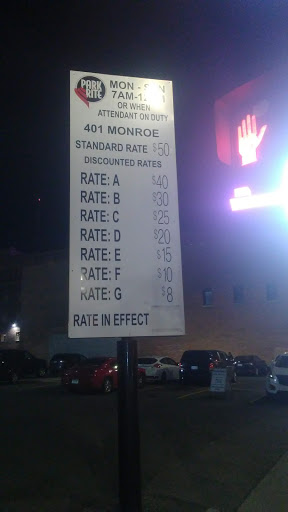 PARK
RITE
MON - SUN
7AM-1
OR WHEN
ATTENDANT ON DUTY
401 MONROE
STANDARD RATE $50
DISCOUNTED RATES
RATE: A $40
RATE: B $30
RATE: C $25
RATE: D $20
RATE: E $15
RATE: F $10
RATE: G $8
RATE IN EFFECT